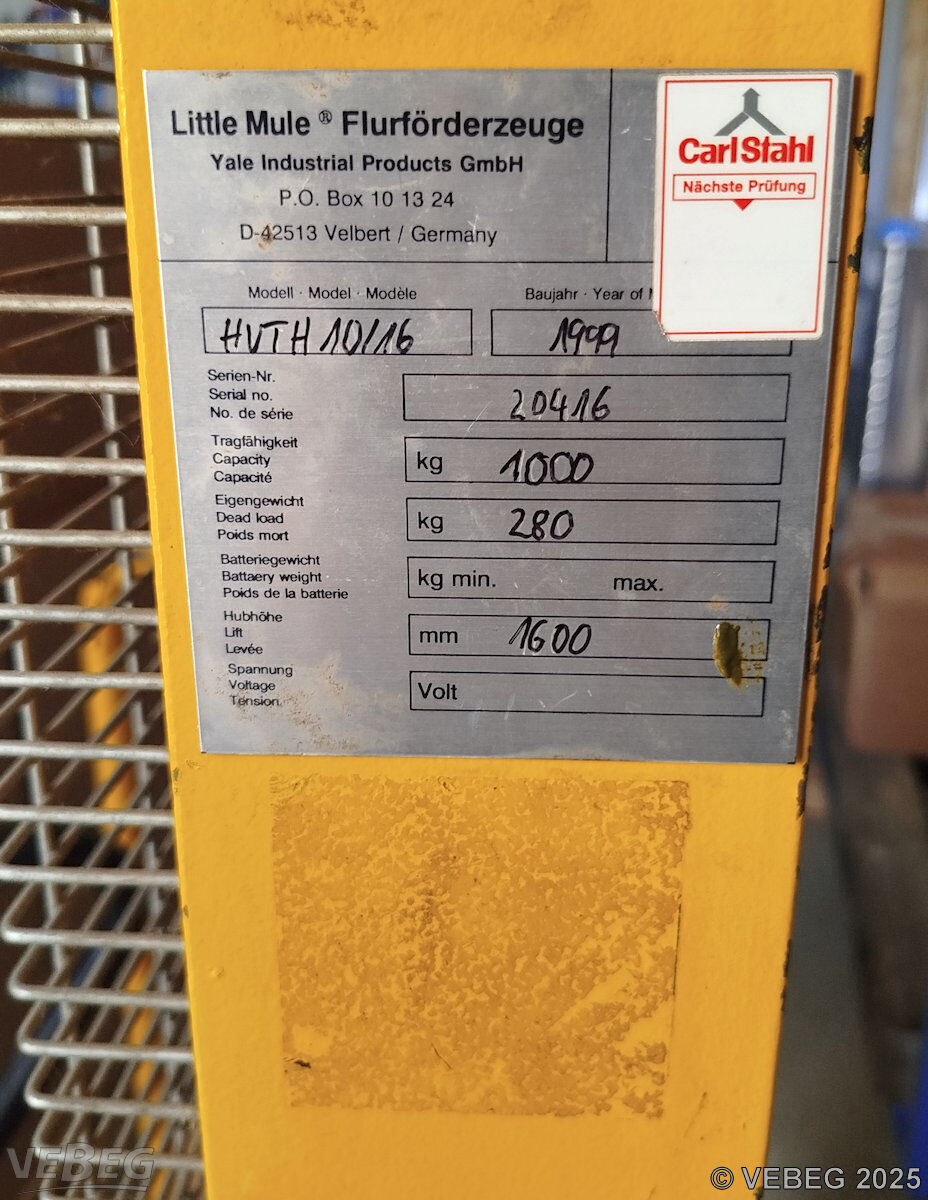 Little Mule ® Flurförderzeuge
Yale Industrial Products GmbH
P.O. Box 10 13 24
D-42513 Velbert / Germany
CarlStahl
Nächste Prüfung
Modell · Model · Modèle
Baujahr · Year of
HVTH 10/16
1999
Serien-Nr.
Serial no.
No. de série
20416
Tragfähigkeit
Capacity
Capacité
kg 1000
Eigengewicht
Dead load
Poids mort
kg 280
Batteriegewicht
Battaery weight
Poids de la batterie
kg min. max.
Hubhöhe
Lift
Levée
mm 1600
Spannung
Voltage
Tension
Volt
VEBEG
© VEBEG 2025